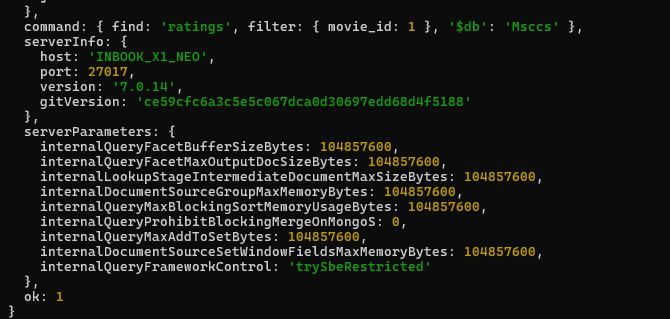 },
command: { find: 'ratings', filter: { movie_id: 1 }, '$db': 'Msccs' },
serverInfo: {
host: 'INBOOK_X1_NEO',
port: 27017,
version: '7.0.14',
gitVersion: 'ce59cfc6a3c5e5c067dca0d30697edd68d4f5188'
},
serverParameters: {
internalQueryFacetBufferSizeBytes: 104857600,
internalQueryFacetMaxOutputDocSizeBytes: 104857600,
internalLookupStageIntermediateDocumentMaxSizeBytes: 104857600,
internalDocumentSourceGroupMaxMemoryBytes: 104857600,
internalQueryMaxBlockingSortMemoryUsageBytes: 104857600,
internalQueryProhibitBlockingMergeOnMongoS: 0,
internalQueryMaxAddToSetBytes: 104857600,
internalDocumentSourceSetWindowFieldsMaxMemoryBytes: 104857600,
internalQueryFrameworkControl: 'trySbeRestricted'
},
ok: 1
}